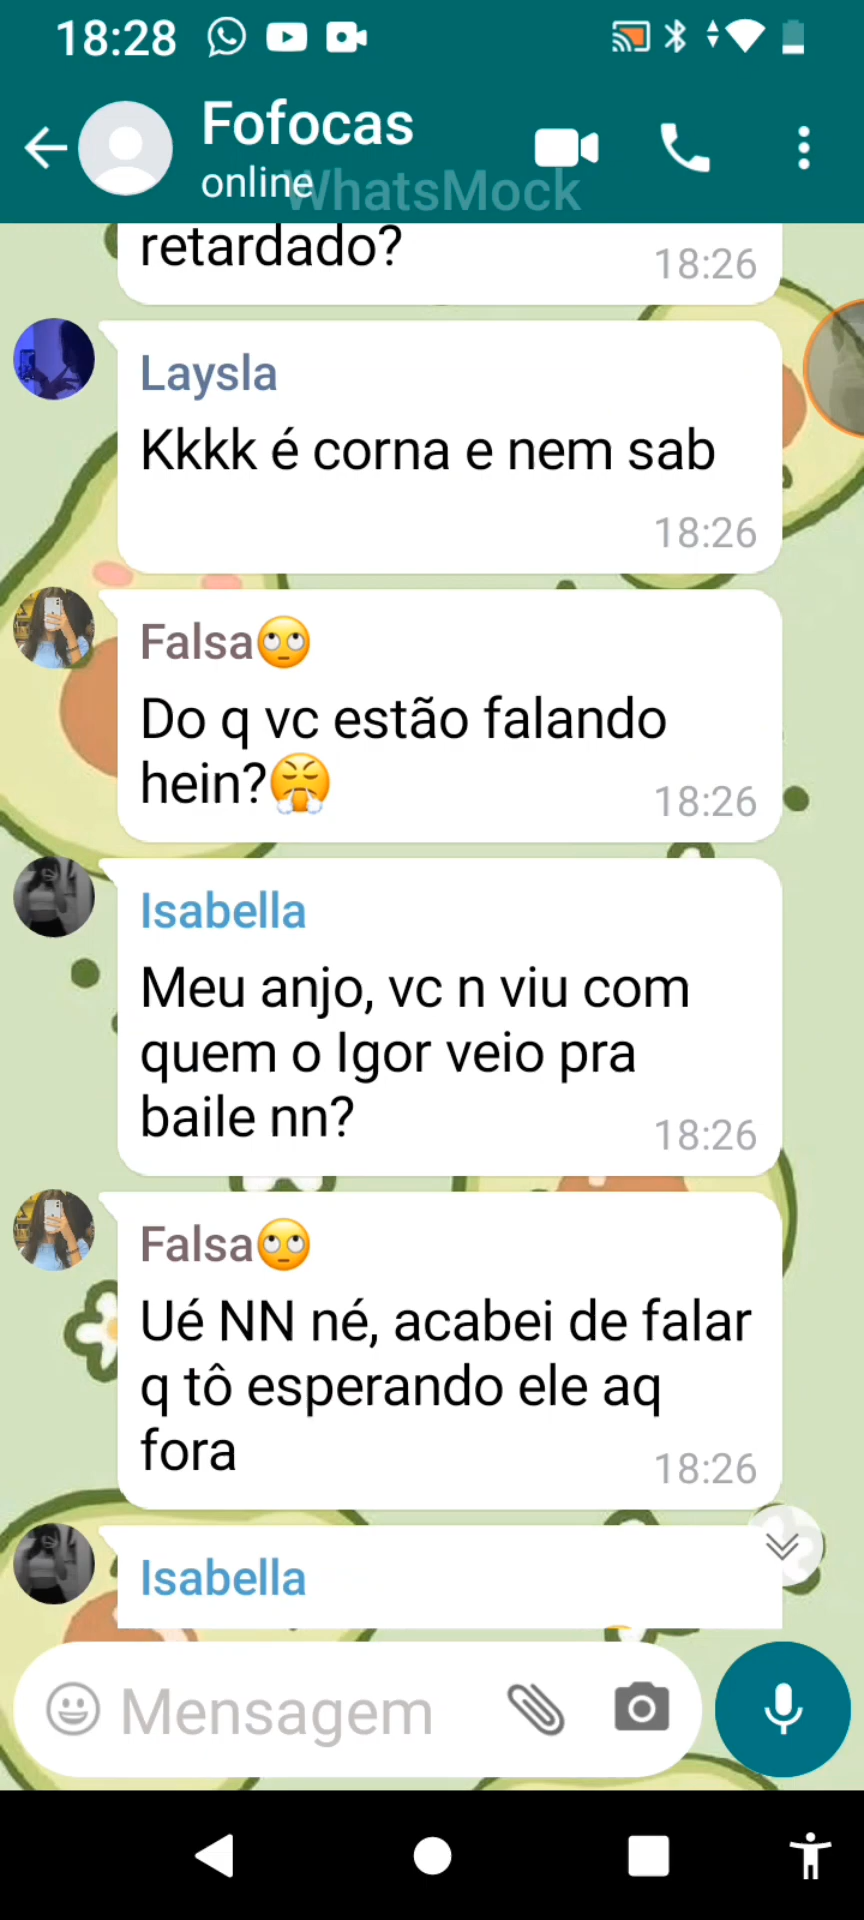 18:28
Fofocas
online
WhatsMock
retardado?
18:26
Laysla
Kkkk é corna e nem sab
18:26
Falsa🙄
Do q vc estão falando
hein?😤
18:26
Isabella
Meu anjo, vc n viu com
quem o Igor veio pra
baile nn?
18:26
Falsa🙄
Ué NN né, acabei de falar
q tô esperando ele aq
fora
18:26
Isabella
Mensagem